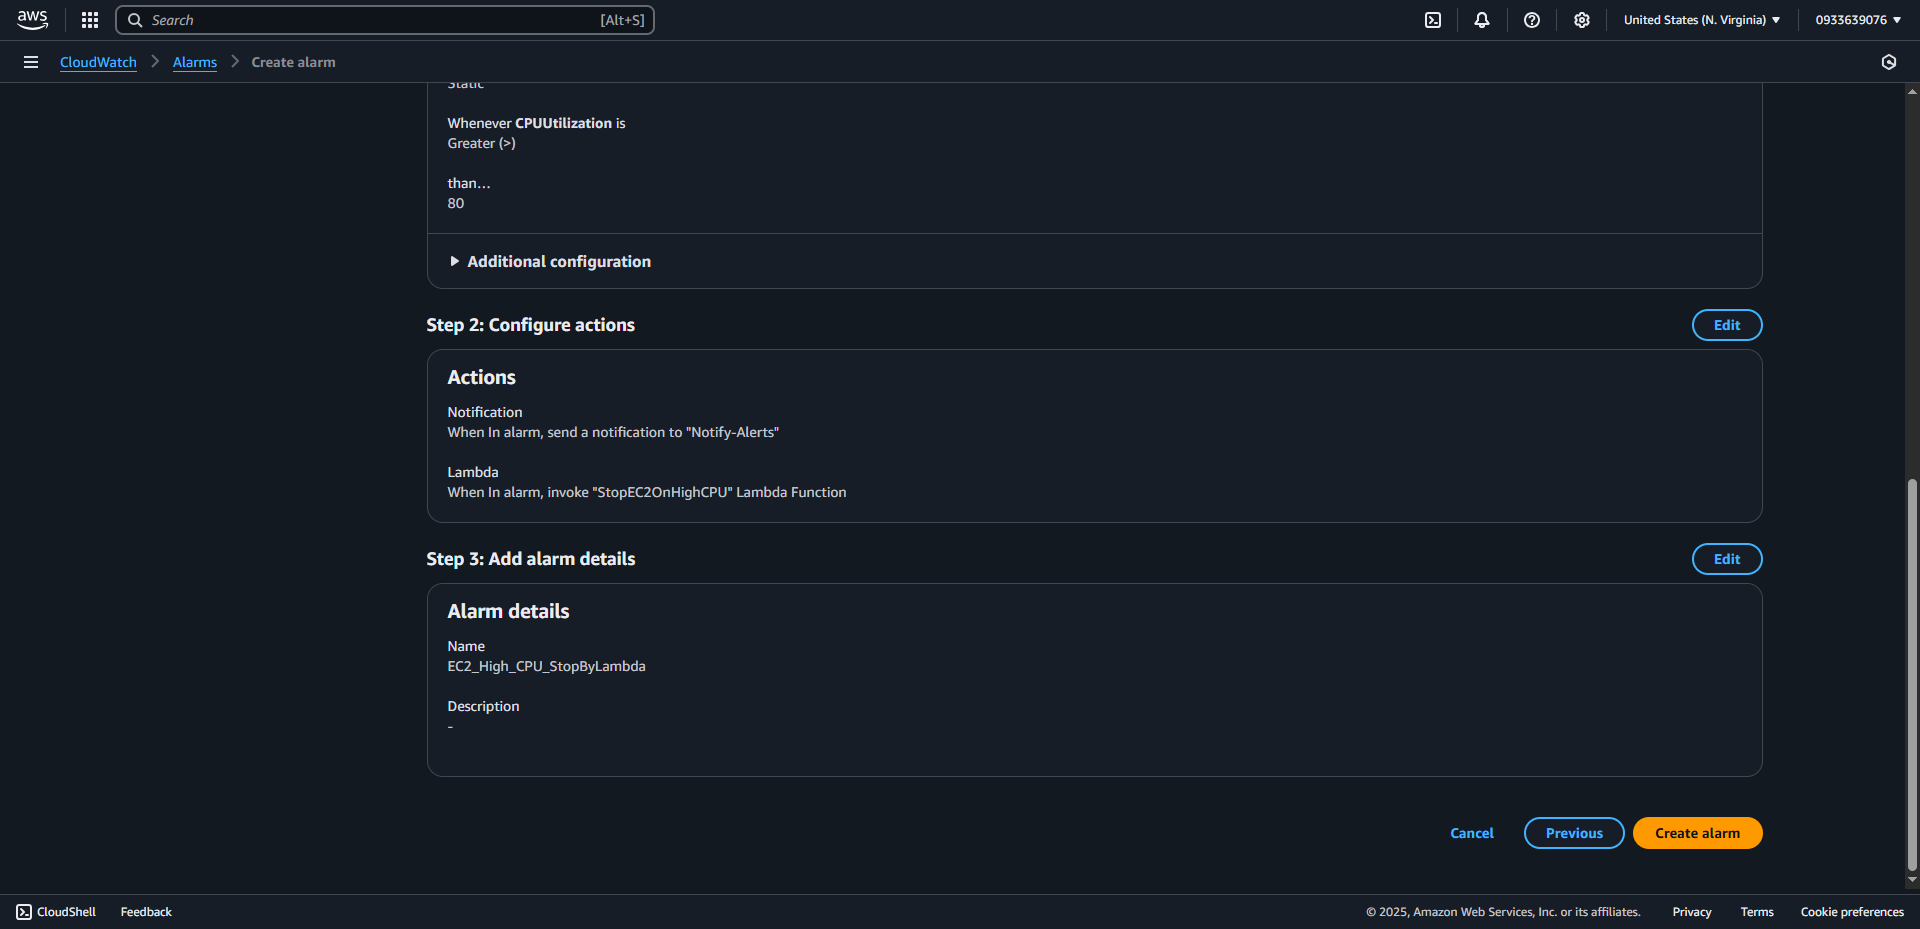 aws
Search [Alt+S]
United States (N. Virginia)
0933639076
CloudWatch
Alarms
Create alarm
Static
Whenever CPUUtilization is
Greater (>)
than…
80
Additional configuration
Step 2: Configure actions
Edit
Actions
Notification
When In alarm, send a notification to "Notify-Alerts"
Lambda
When In alarm, invoke "StopEC2OnHighCPU" Lambda Function
Step 3: Add alarm details
Edit
Alarm details
Name
EC2_High_CPU_StopByLambda
Description
-
Cancel
Previous
Create alarm
CloudShell
Feedback
© 2025, Amazon Web Services, Inc. or its affiliates.
Privacy
Terms
Cookie preferences